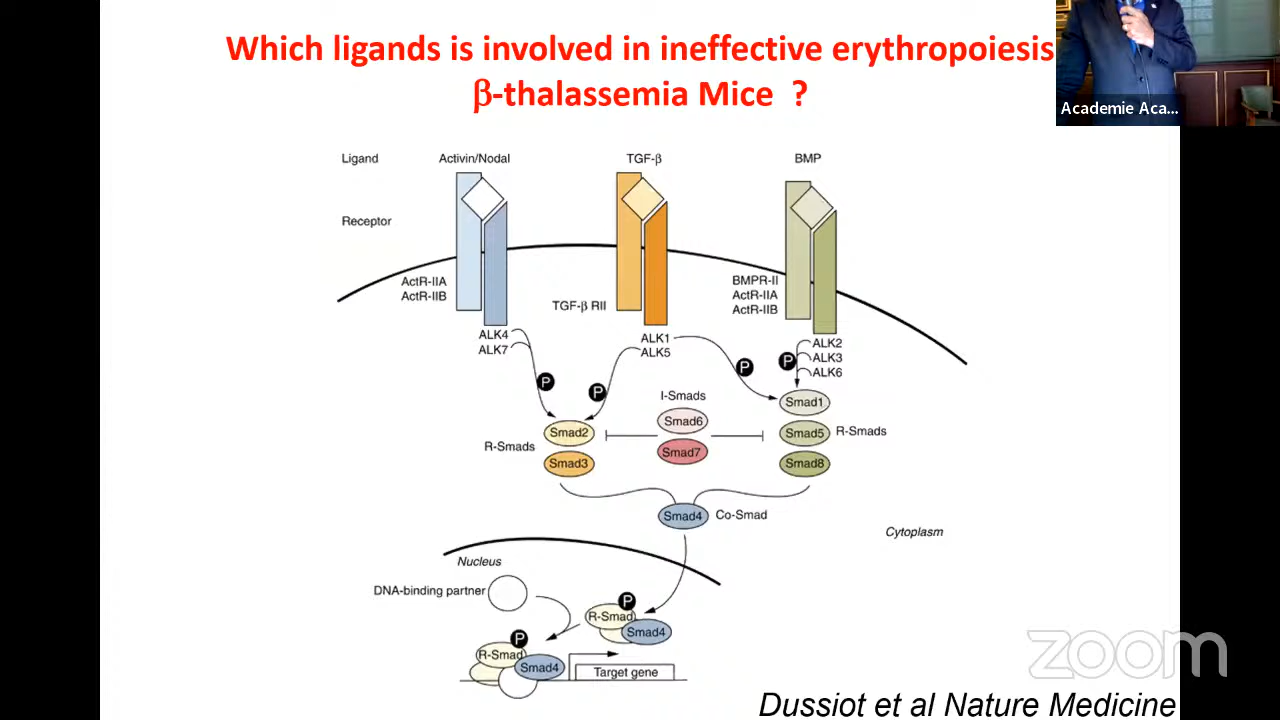 Which ligands is involved in ineffective erythropoiesis
β-thalassemia Mice ?
Academie Aca...
Ligand
Activin/Nodal
TGF-β
BMP
Receptor
ActR-IIA
ActR-IIB
TGF-β RII
BMPR-II
ActR-IIA
ActR-IIB
ALK4
ALK7
ALK1
ALK5
ALK2
ALK3
ALK6
P
P
P
P
I-Smads
Smad6
Smad7
R-Smads
Smad2
Smad3
Smad1
Smad5
Smad8
R-Smads
Smad4
Co-Smad
Cytoplasm
Nucleus
DNA-binding partner
P
R-Smad
Smad4
P
R-Smad
Smad4
Target gene
zoom
Dussiot et al Nature Medicine